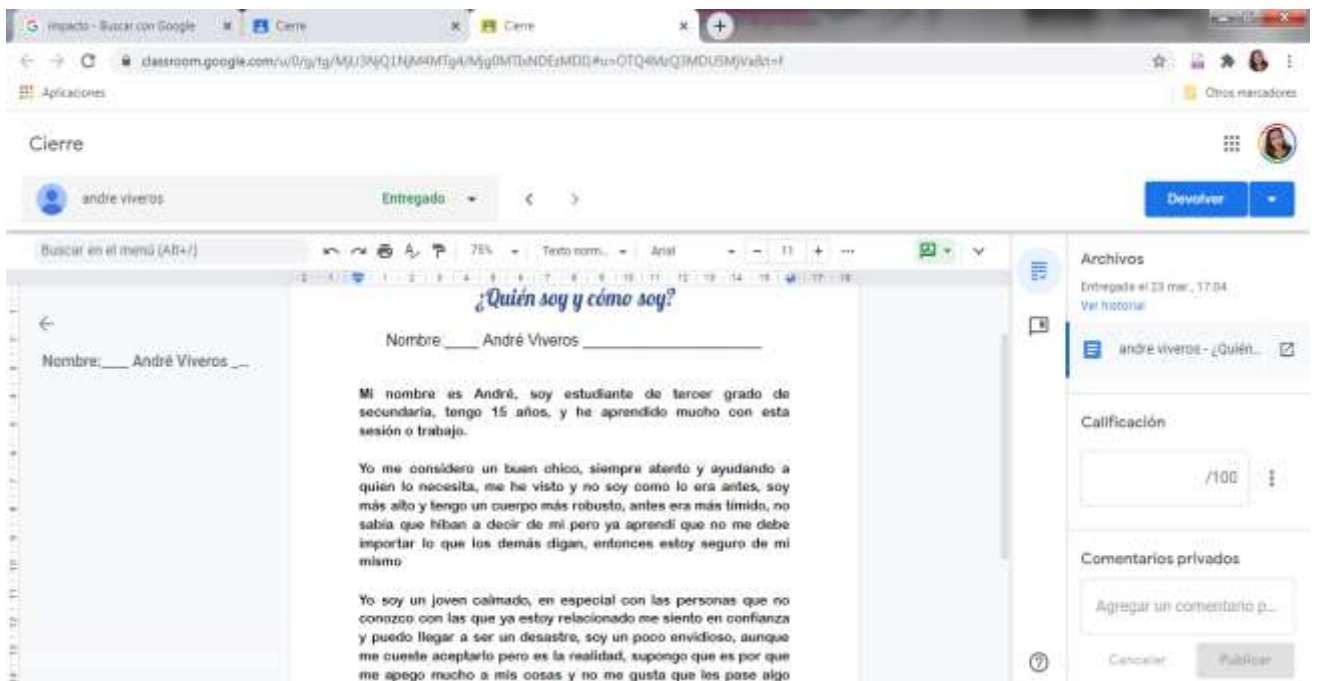 impacto - Buscar con Google
Cierre
Cierre
Aplicaciones
Otros marcadores
Cierre
andre viveros
Entregado
Devolver
Buscar en el menú (Alt+/)
75%
Texto norm...
Arial
11
Archivos
Entregado el 23 mar., 17:04
Ver historial
andre viveros - ¿Quién...
Calificación
/100
Comentarios privados
Agregar un comentario p...
Cancelar
Publicar
Nombre:____ André Viveros _...
¿Quién soy y cómo soy?
Nombre:____ André Viveros ______________________
Mi nombre es André, soy estudiante de tercer grado de
secundaria, tengo 15 años, y he aprendido mucho con esta
sesión o trabajo.
Yo me considero un buen chico, siempre atento y ayudando a
quien lo necesita, me he visto y no soy como lo era antes, soy
más alto y tengo un cuerpo más robusto, antes era más tímido, no
sabía que hiban a decir de mi pero ya aprendí que no me debe
importar lo que los demás digan, entonces estoy seguro de mi
mismo
Yo soy un joven calmado, en especial con las personas que no
conozco con las que ya estoy relacionado me siento en confianza
y puedo llegar a ser un desastre, soy un poco envidioso, aunque
me cueste aceptarlo pero es la realidad, supongo que es por que
me apego mucho a mis cosas y no me gusta que les pase algo